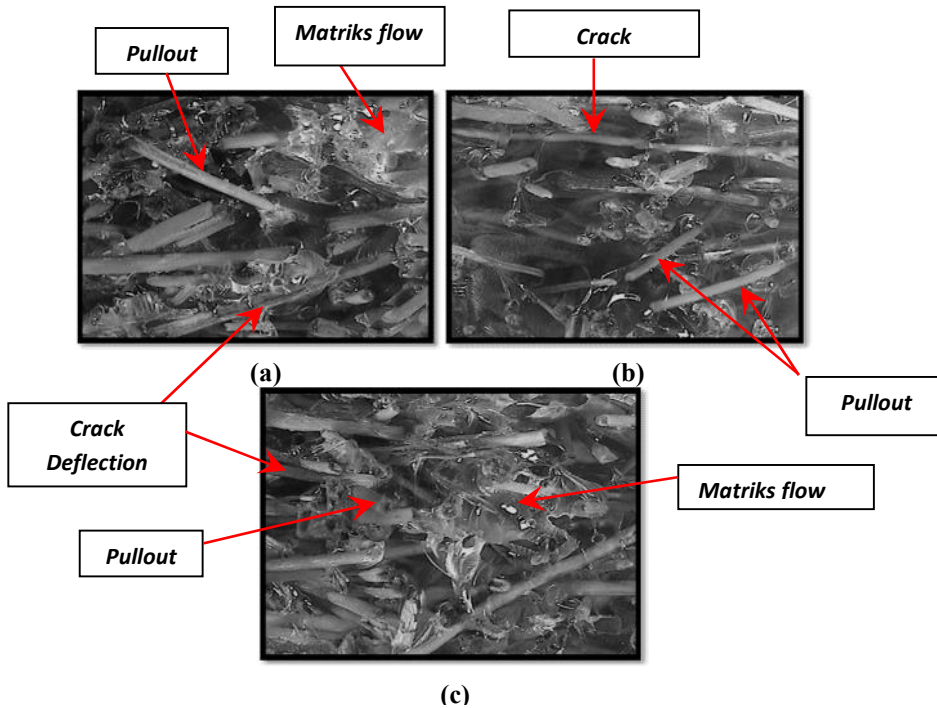 Pullout
Matriks flow
Crack
(a)
(b)
Pullout
Crack
Deflection
Matriks flow
Pullout
(c)